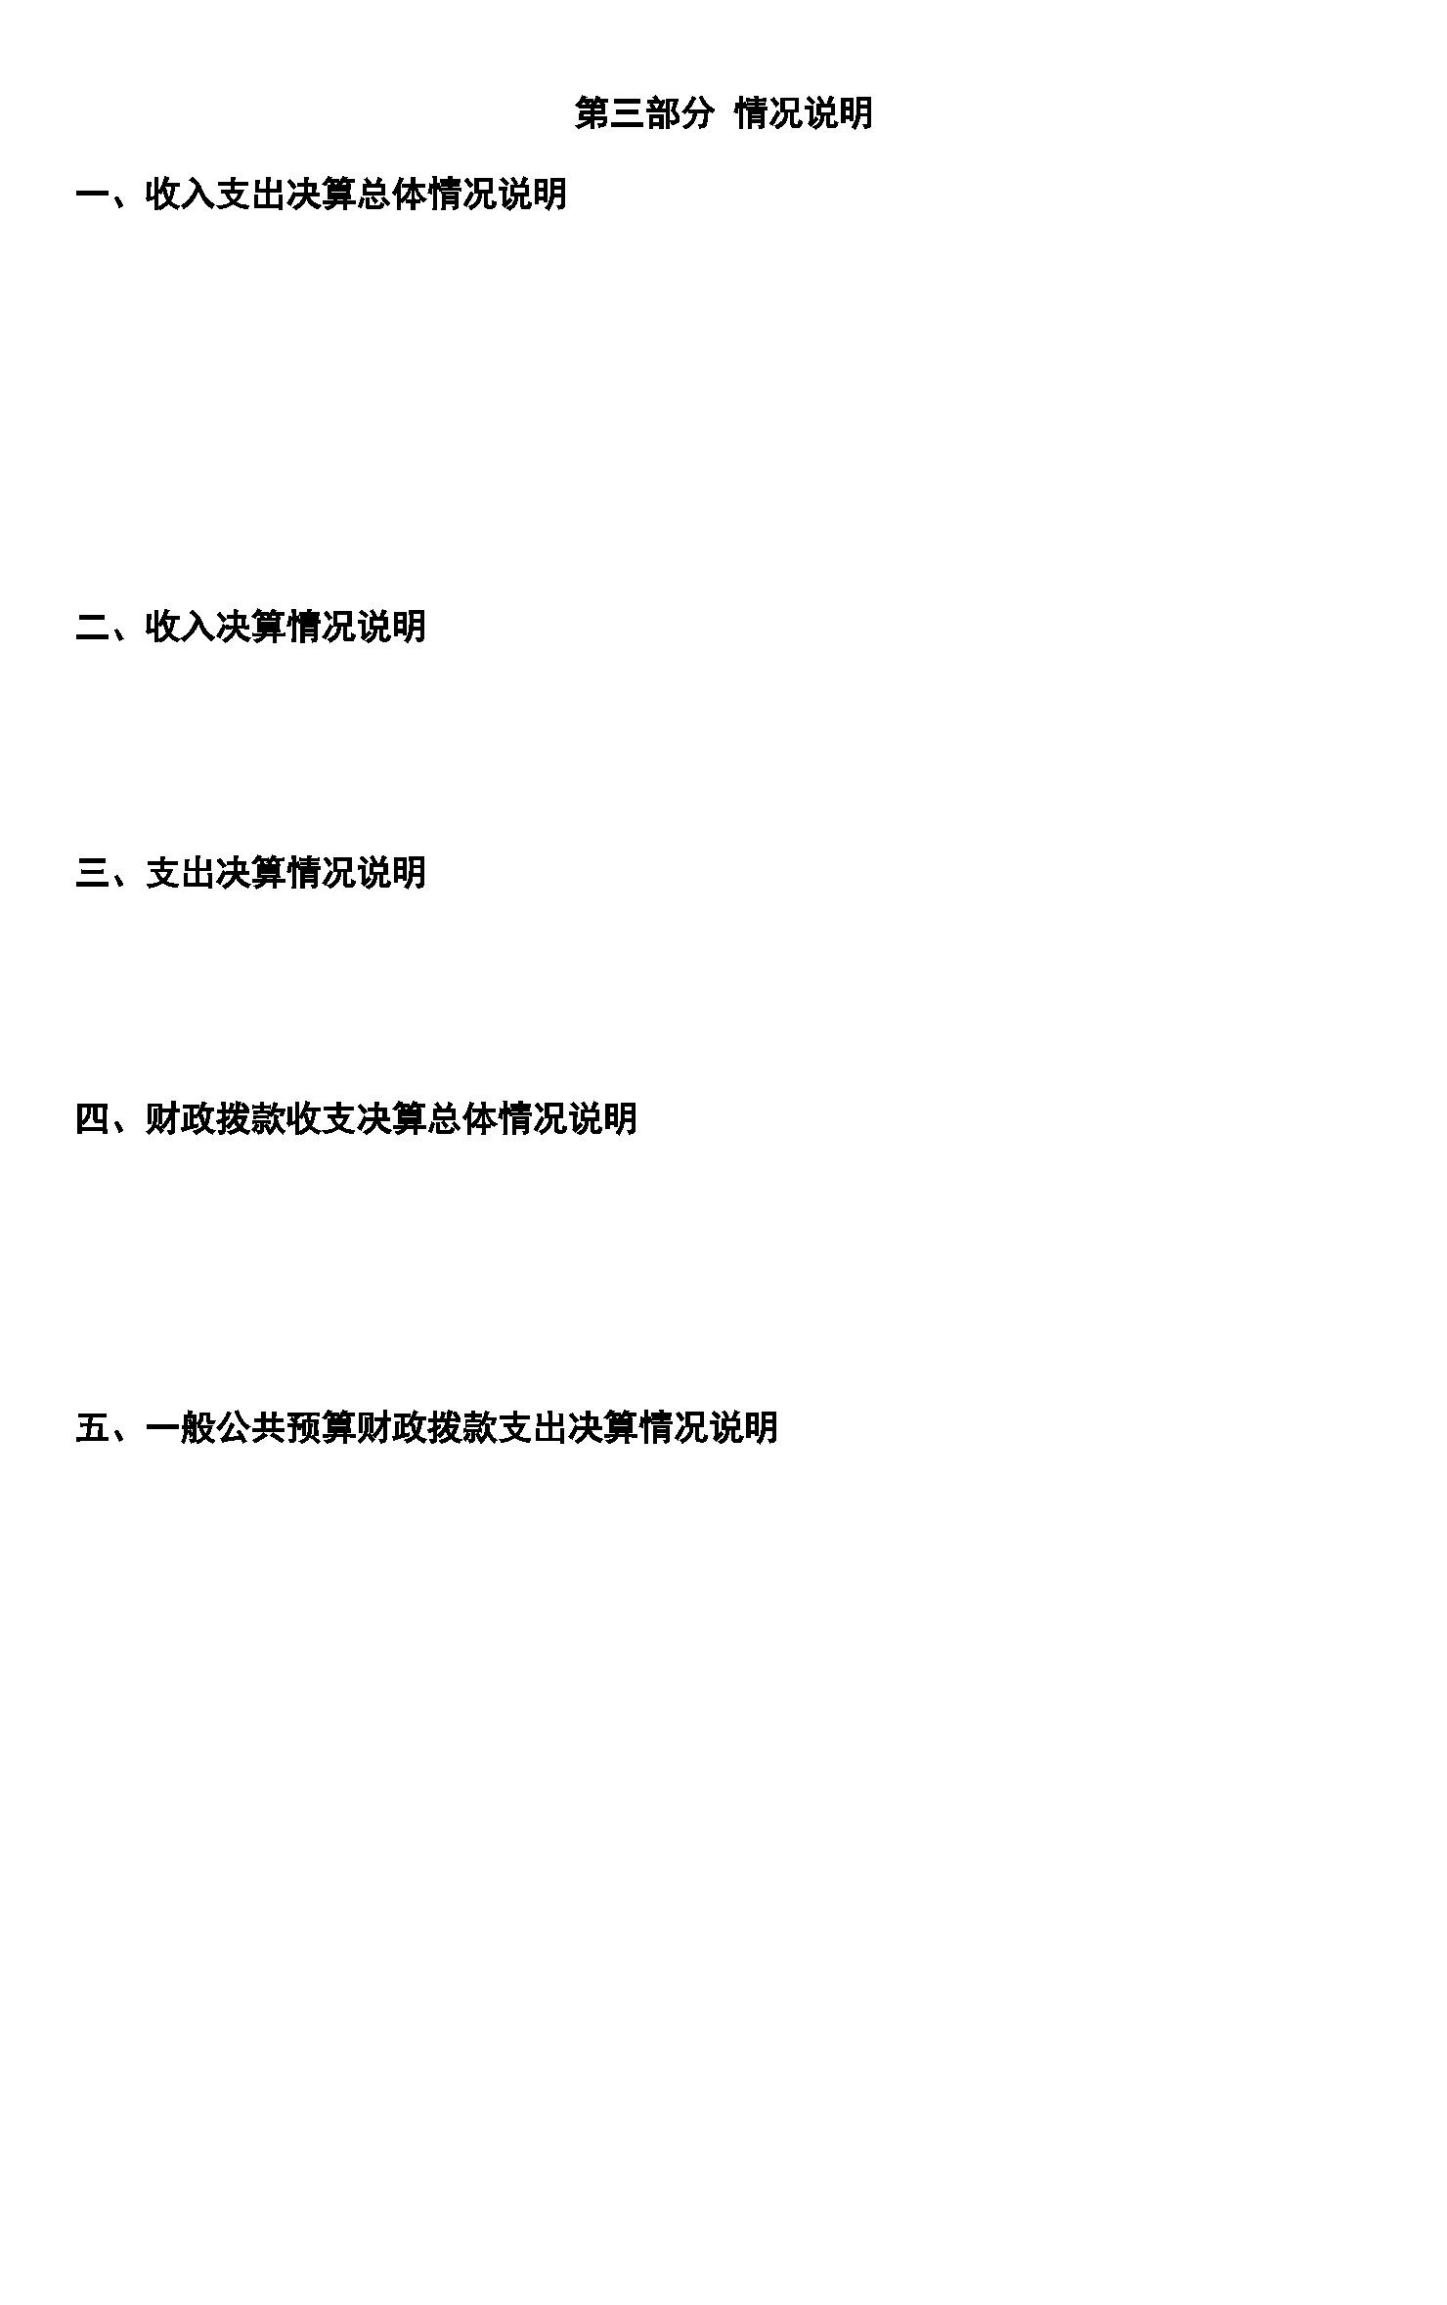 第三部分 情况说明
一、收入支出决算总体情况说明
二、收入决算情况说明
三、支出决算情况说明
四、财政拨款收支决算总体情况说明
五、一般公共预算财政拨款支出决算情况说明